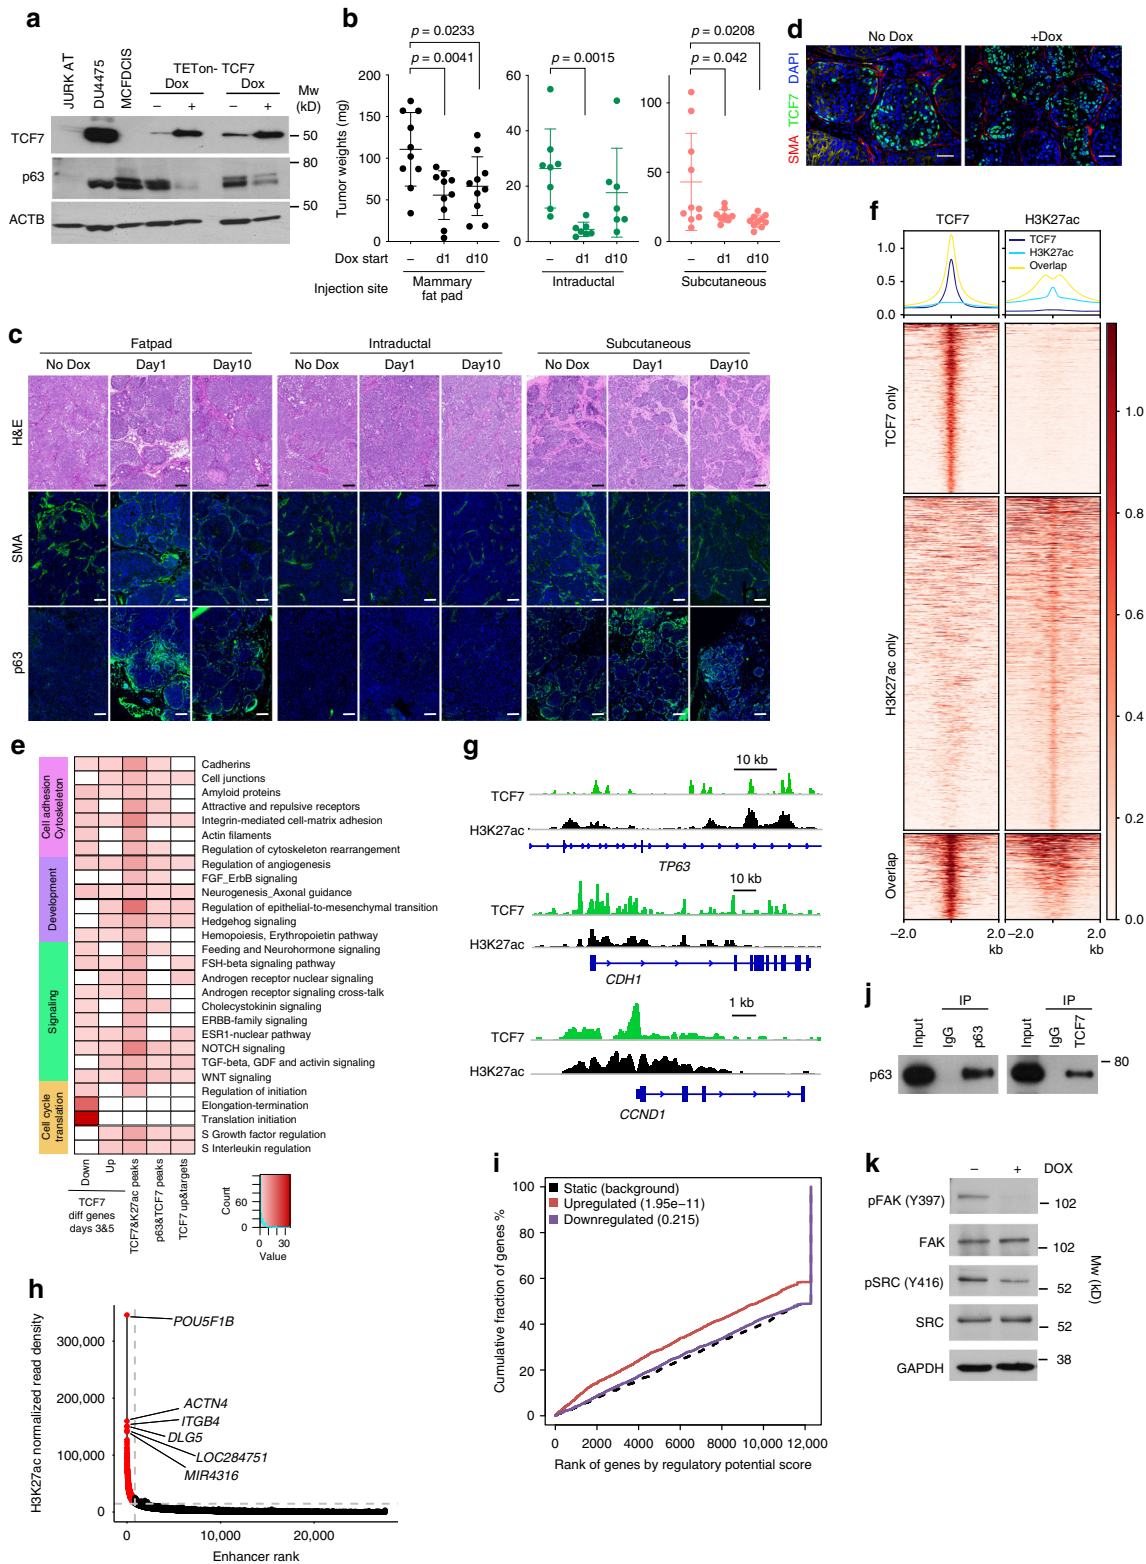 a
JURK AT
DU4475
MCFDCIS
TETon- TCF7
Dox
Dox
– + – +
Mw
(kD)
TCF7
50
80
p63
50
ACTB
b
p = 0.0233
p = 0.0041
p = 0.0015
p = 0.0208
p = 0.042
Tumor weights (mg)
200
150
100
50
0
60
40
20
0
100
50
0
Dox start
– d1 d10
– d1 d10
– d1 d10
Injection site
Mammary
fat pad
Intraductal
Subcutaneous
c
Fatpad
Intraductal
Subcutaneous
No Dox Day1 Day10
No Dox Day1 Day10
No Dox Day1 Day10
H&E
SMA
p63
h
d
No Dox
+Dox
SMA TCF7 DAPI
e
Cell adhesion
Cytoskeleton
Development
Signaling
Cell cycle
translation
Cadherins
Cell junctions
Amyloid proteins
Attractive and repulsive receptors
Integrin-mediated cell-matrix adhesion
Actin filaments
Regulation of cytoskeleton rearrangement
Regulation of angiogenesis
FGF_ErbB signaling
Neurogenesis_Axonal guidance
Regulation of epithelial-to-mesenchymal transition
Hedgehog signaling
Hemopoiesis, Erythropoietin pathway
Feeding and Neurohormone signaling
FSH-beta signaling pathway
Androgen receptor nuclear signaling
Androgen receptor signaling cross-talk
Cholecystokinin signaling
ERBB-family signaling
ESR1-nuclear pathway
NOTCH signaling
TGF-beta, GDF and activin signaling
WNT signaling
Regulation of initiation
Elongation-termination
Translation initiation
S Growth factor regulation
S Interleukin regulation
Down
Up
TCF7
diff genes
days 3&5
TCF7&K27ac peaks
p63&TCF7 peaks
TCF7 up&targets
Count
60
0
0 30
Value
f
TCF7
H3K27ac
1.0
0.5
0.0
TCF7
H3K27ac
Overlap
TCF7 only
H3K27ac only
Overlap
–2.0
2.0
kb
–2.0
2.0
kb
1.0
0.8
0.6
0.4
0.2
0.0
g
10 kb
TCF7
H3K27ac
TP63
10 kb
TCF7
H3K27ac
CDH1
1 kb
TCF7
H3K27ac
CCND1
h
H3K27ac normalized read density
300,000
200,000
100,000
0
POU5F1B
ACTN4
ITGB4
DLG5
LOC284751
MIR4316
0
10,000
20,000
Enhancer rank
i
Cumulative fraction of genes %
100
80
60
40
20
0
Static (background)
Upregulated (1.95e–11)
Downregulated (0.215)
0 2000 4000 6000 8000 10,000 12,000
Rank of genes by regulatory potential score
j
IP
IP
Input
IgG
p63
Input
IgG
TCF7
p63
80
k
– + DOX
pFAK (Y397)
102
FAK
102
pSRC (Y416)
52
SRC
52
GAPDH
38
Mw (kD)